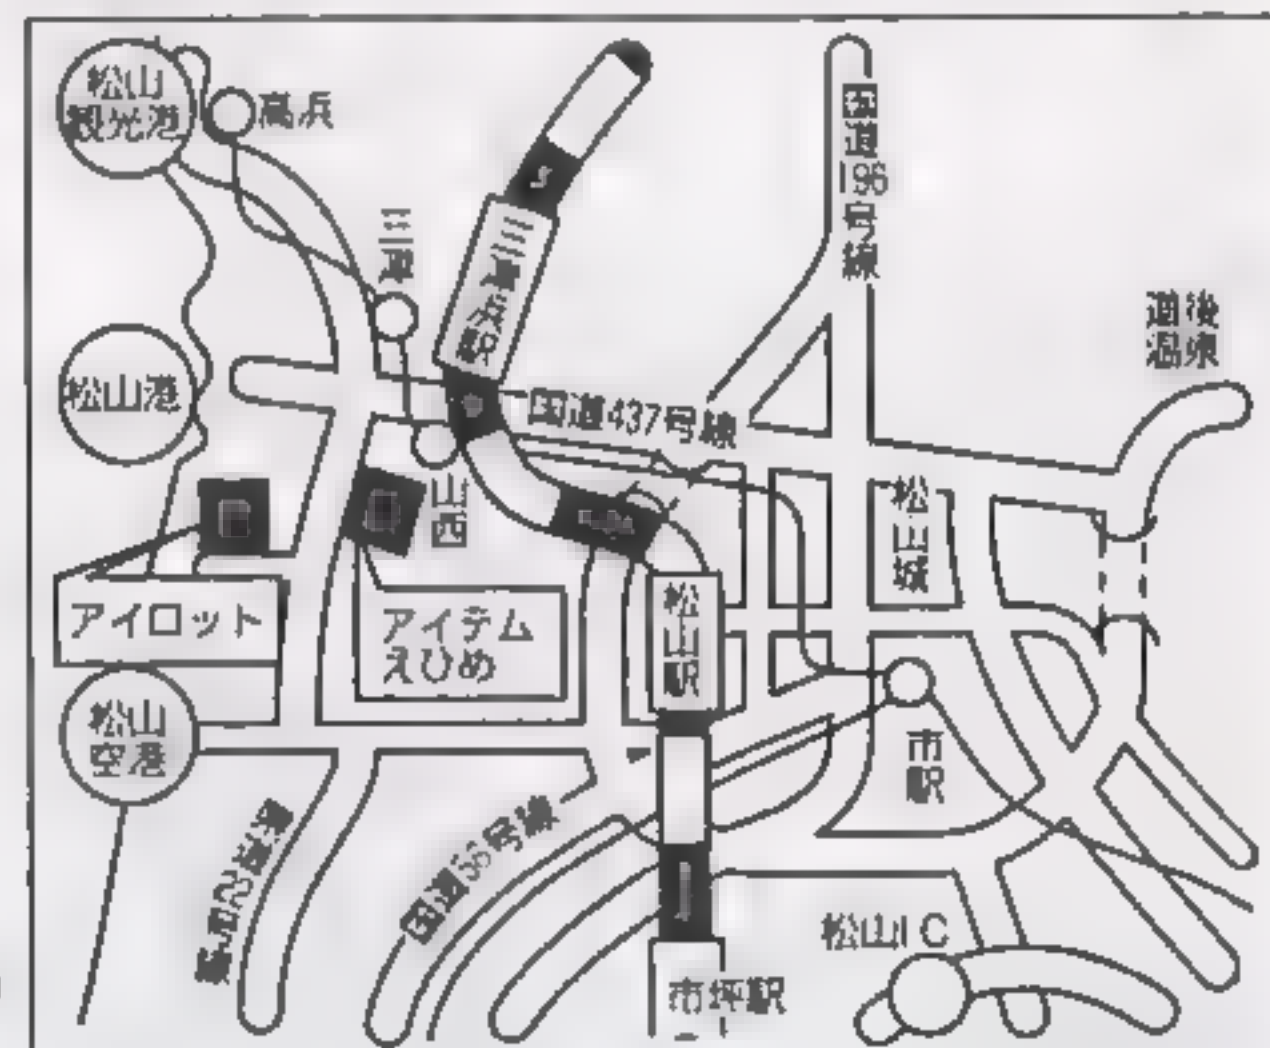 松山
観光港
高浜
三津
三津浜駅
国道196号線
道後
温泉
松山港
国道437号線
山西
松山城
アイロット
アイテム
えひめ
松山駅
松山
空港
市駅
国道56号線
松山IC
市坪駅